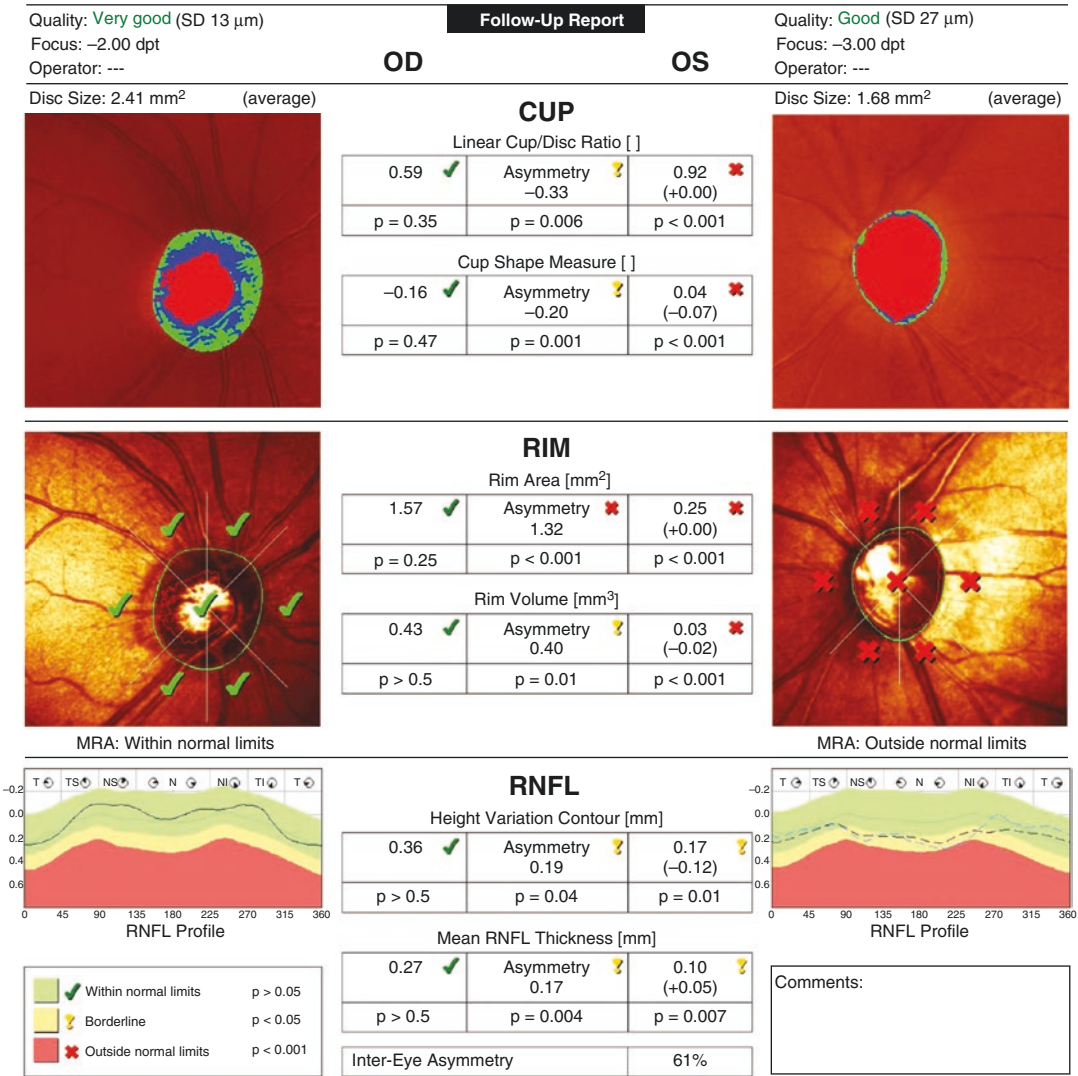 Quality: Very good (SD 13 μm)
Focus: –2.00 dpt
Operator: ---
Follow-Up Report
OD OS
Quality: Good (SD 27 μm)
Focus: –3.00 dpt
Operator: ---
Disc Size: 2.41 mm² (average)
Disc Size: 1.68 mm² (average)
CUP
Linear Cup/Disc Ratio [ ]
0.59 Asymmetry 0.92
–0.33 (+0.00)
p = 0.35 p = 0.006 p < 0.001
Cup Shape Measure [ ]
–0.16 Asymmetry 0.04
–0.20 (–0.07)
p = 0.47 p = 0.001 p < 0.001
RIM
Rim Area [mm²]
1.57 Asymmetry 0.25
1.32 (+0.00)
p = 0.25 p < 0.001 p < 0.001
Rim Volume [mm³]
0.43 Asymmetry 0.03
0.40 (–0.02)
p > 0.5 p = 0.01 p < 0.001
MRA: Within normal limits
MRA: Outside normal limits
T TS NS N NI TI T
–0.2
0.0
0.2
0.4
0.6
0 45 90 135 180 225 270 315 360
RNFL Profile
RNFL
Height Variation Contour [mm]
0.36 Asymmetry 0.17
0.19 (–0.12)
p > 0.5 p = 0.04 p = 0.01
Mean RNFL Thickness [mm]
0.27 Asymmetry 0.10
0.17 (+0.05)
p > 0.5 p = 0.004 p = 0.007
Inter-Eye Asymmetry 61%
T TS NS N NI TI T
–0.2
0.0
0.2
0.4
0.6
0 45 90 135 180 225 270 315 360
RNFL Profile
Within normal limits p > 0.05
Borderline p < 0.05
Outside normal limits p < 0.001
Comments: